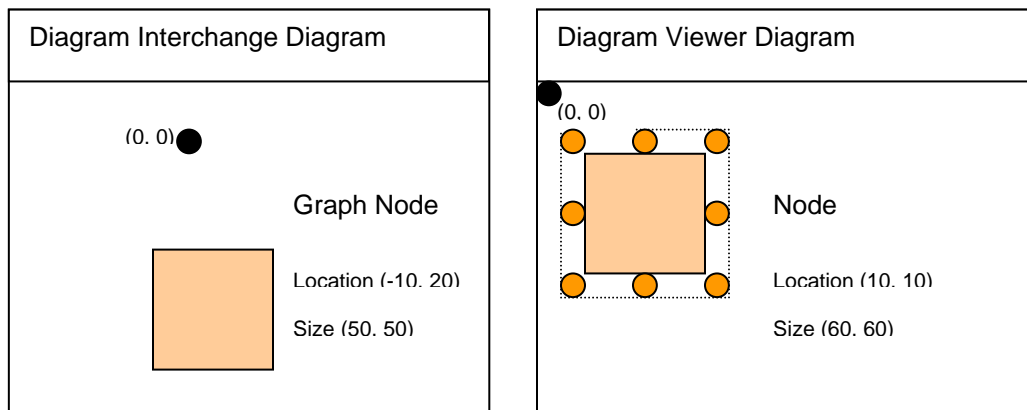 Diagram Interchange Diagram
(0, 0)
Graph Node
Location (-10, 20)
Size (50, 50)
Diagram Viewer Diagram
(0, 0)
Node
Location (10, 10)
Size (60, 60)